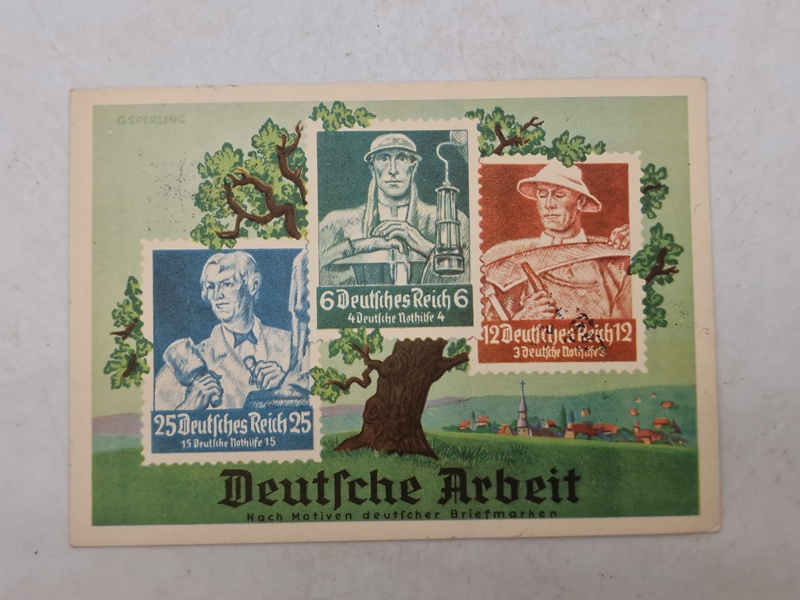 G. SPERLING
6 Deutſches Reich 6
4 Deutſche Nothilfe 4
12 Deutſches Reich 12
3 Deutſche Nothilfe
25 Deutſches Reich 25
15 Deutſche Nothilfe 15
Deutſche Arbeit
Nach Motiven deutſcher Briefmarken